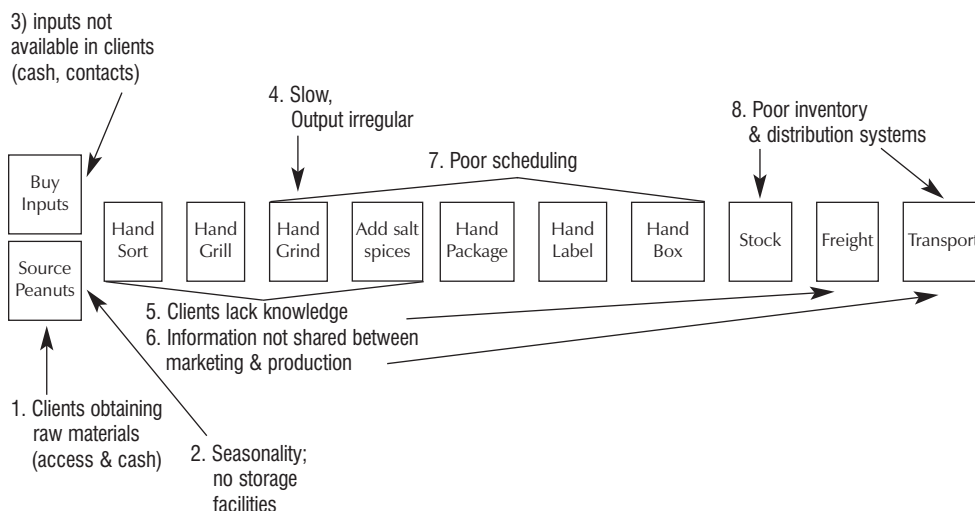 3) inputs not
available in clients
(cash, contacts)
4. Slow,
Output irregular
8. Poor inventory
& distribution systems
7. Poor scheduling
Buy
Inputs
Source
Peanuts
Hand
Sort
Hand
Grill
Hand
Grind
Add salt
spices
Hand
Package
Hand
Label
Hand
Box
Stock
Freight
Transport
5. Clients lack knowledge
6. Information not shared between
marketing & production
1. Clients obtaining
raw materials
(access & cash)
2. Seasonality;
no storage
facilities